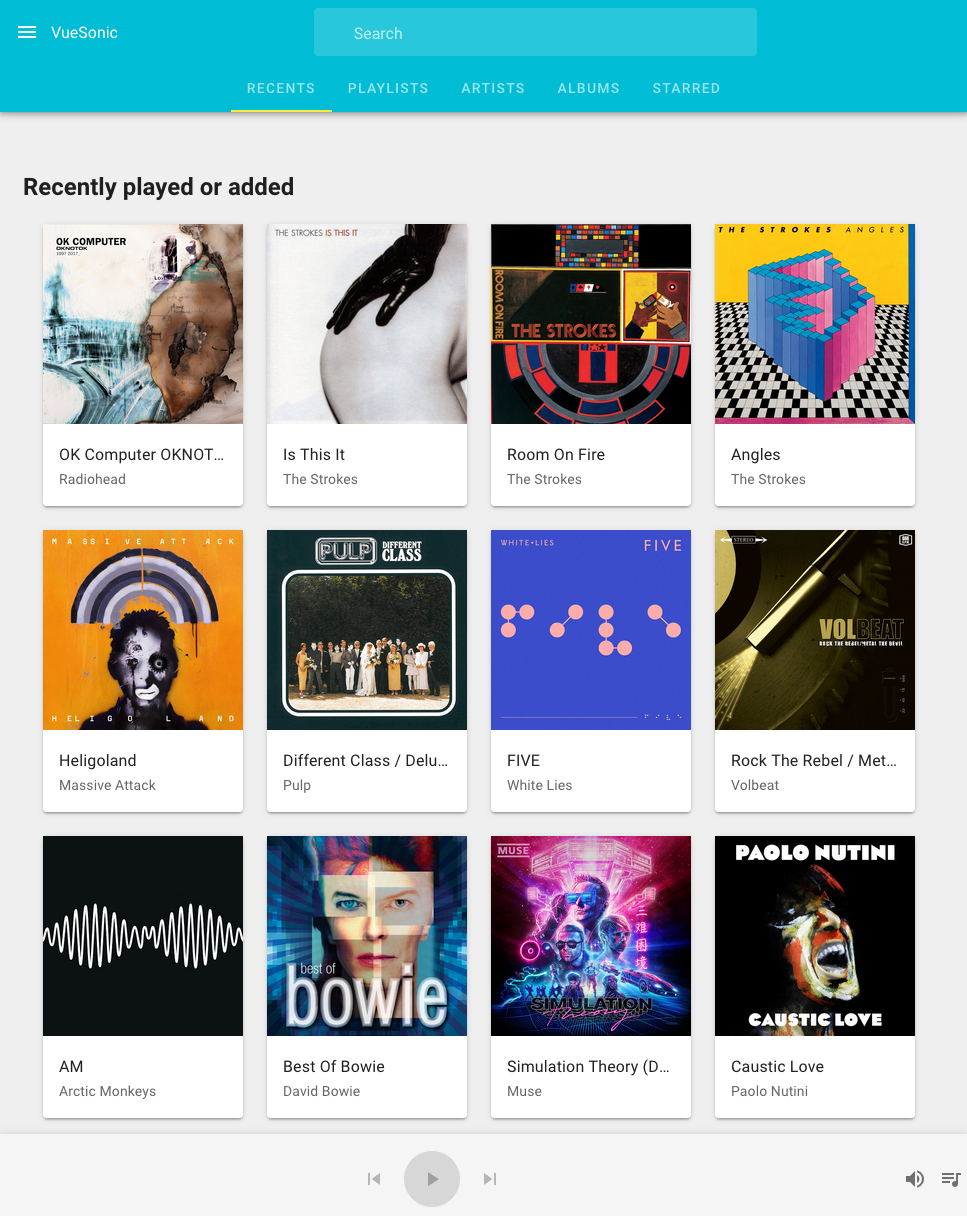 VueSonic
Search
RECENTS
PLAYLISTS
ARTISTS
ALBUMS
STARRED
Recently played or added
OK COMPUTER
OKNOTOK
1997 2017
THE STROKES IS THIS IT
ROOM ON FIRE
THE STROKES
THE STROKES ANGLES
OK Computer OKNOT...
Radiohead
Is This It
The Strokes
Room On Fire
The Strokes
Angles
The Strokes
MASSIVE ATTACK
HELIGOLAND
PULP
DIFFERENT
CLASS
WHITE LIES
FIVE
STEREO
VOLBEAT
ROCK THE REBEL/METAL THE DEVIL
Heligoland
Massive Attack
Different Class / Delu...
Pulp
FIVE
White Lies
Rock The Rebel / Met...
Volbeat
best of
bowie
MUSE
三难困境
SIMULATION
Theory
PAOLO NUTINI
CAUSTIC LOVE
AM
Arctic Monkeys
Best Of Bowie
David Bowie
Simulation Theory (D...
Muse
Caustic Love
Paolo Nutini